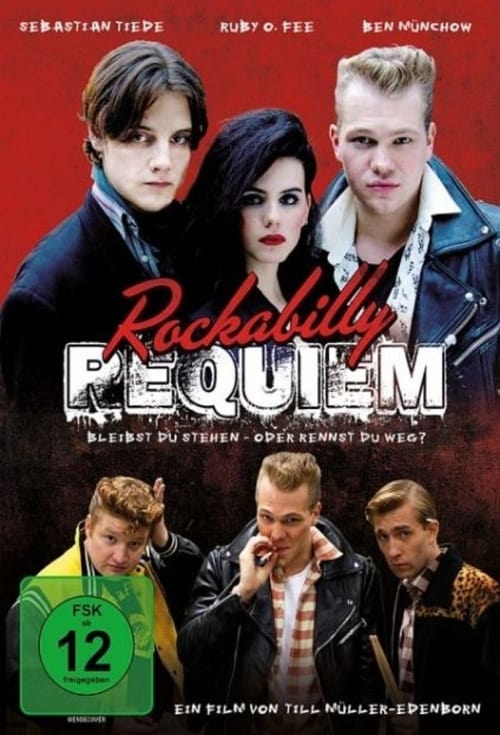 SEBASTIAN TIEDE RUBY O. FEE BEN MÜNCHOW
Rockabilly
REQUIEM
BLEIBST DU STEHEN - ODER RENNST DU WEG?
FSK
ab
12
freigegeben
EIN FILM VON TILL MÜLLER-EDENBORN
WERDECOVER